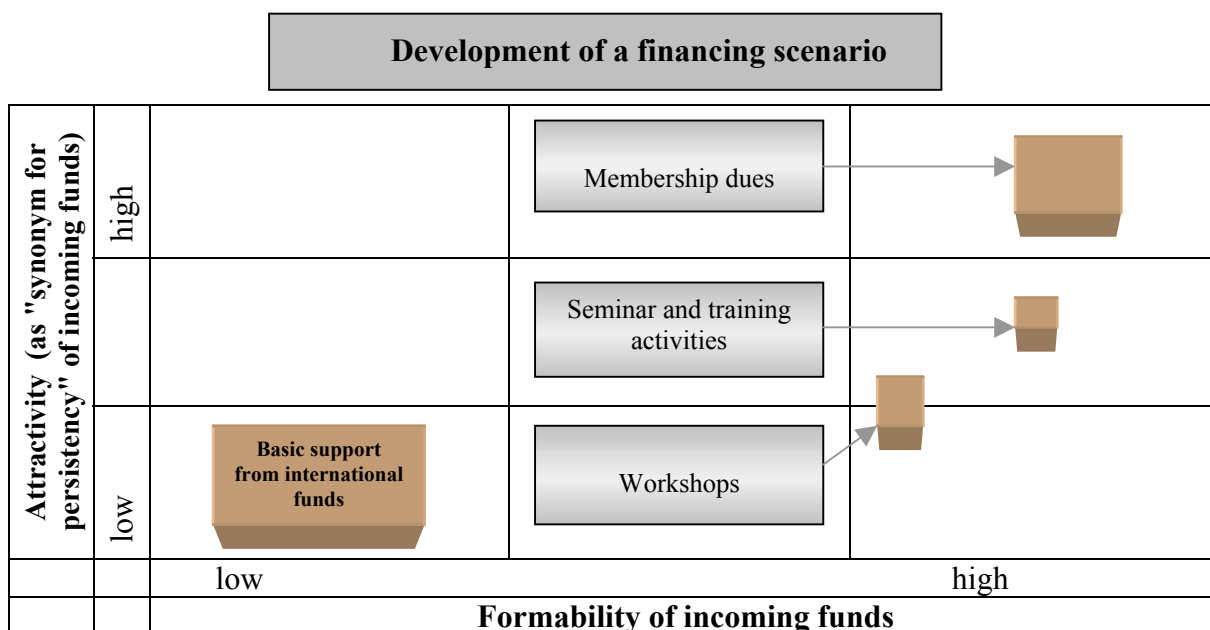 Development of a financing scenario
Attractivity (as "synonym for
persistency" of incoming funds)
high
low
Membership dues
Seminar and training
activities
Basic support
from international
funds
Workshops
low
high
Formability of incoming funds